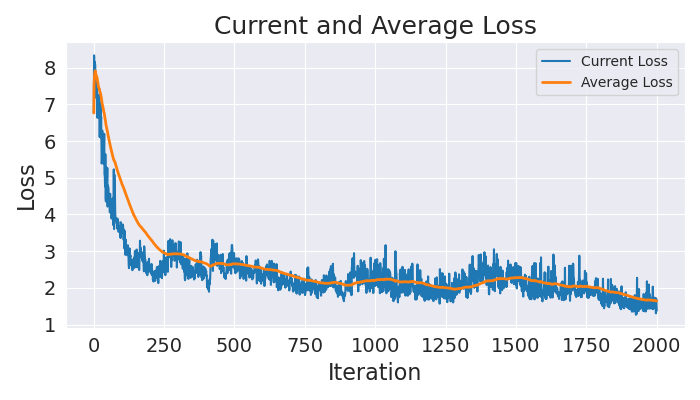 Current and Average Loss
Current Loss
Average Loss
8
7
6
5
4
3
2
1
Loss
0 250 500 750 1000 1250 1500 1750 2000
Iteration